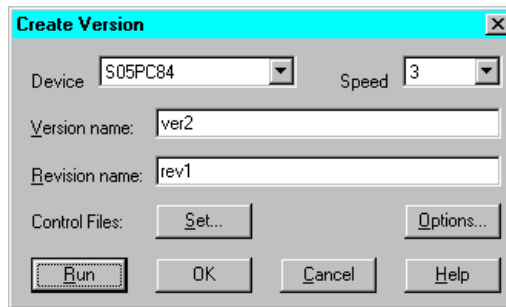 Create Version
Device S05PC84 Speed 3
Version name: ver2
Revision name: rev1
Control Files: Set... Options...
Run OK Cancel Help